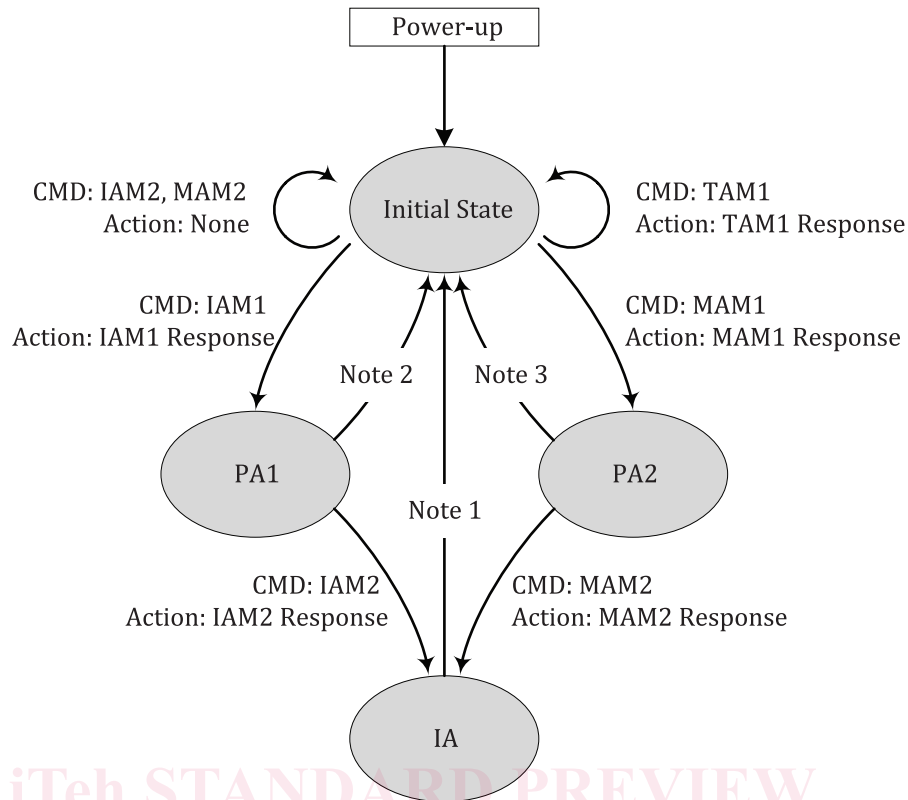 Power-up
Initial State
CMD: IAM2, MAM2
Action: None
CMD: TAM1
Action: TAM1 Response
CMD: IAM1
Action: IAM1 Response
CMD: MAM1
Action: MAM1 Response
Note 2
Note 3
PA1
PA2
Note 1
CMD: IAM2
Action: IAM2 Response
CMD: MAM2
Action: MAM2 Response
IA
iTeh STANDARD PREVIEW